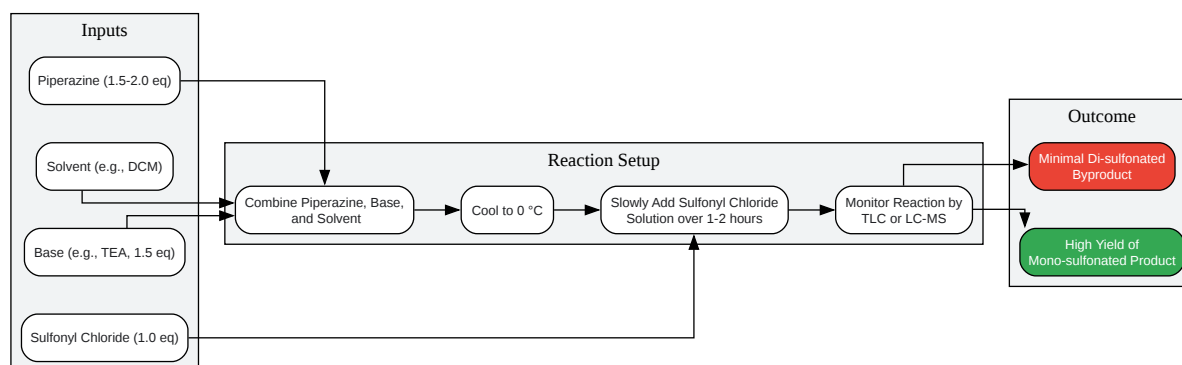 Inputs
Piperazine (1.5-2.0 eq)
Solvent (e.g., DCM)
Base (e.g., TEA, 1.5 eq)
Sulfonyl Chloride (1.0 eq)
Reaction Setup
Combine Piperazine, Base,
and Solvent
Cool to 0 °C
Slowly Add Sulfonyl Chloride
Solution over 1-2 hours
Monitor Reaction by
TLC or LC-MS
Outcome
Minimal Di-sulfonated
Byproduct
High Yield of
Mono-sulfonated Product